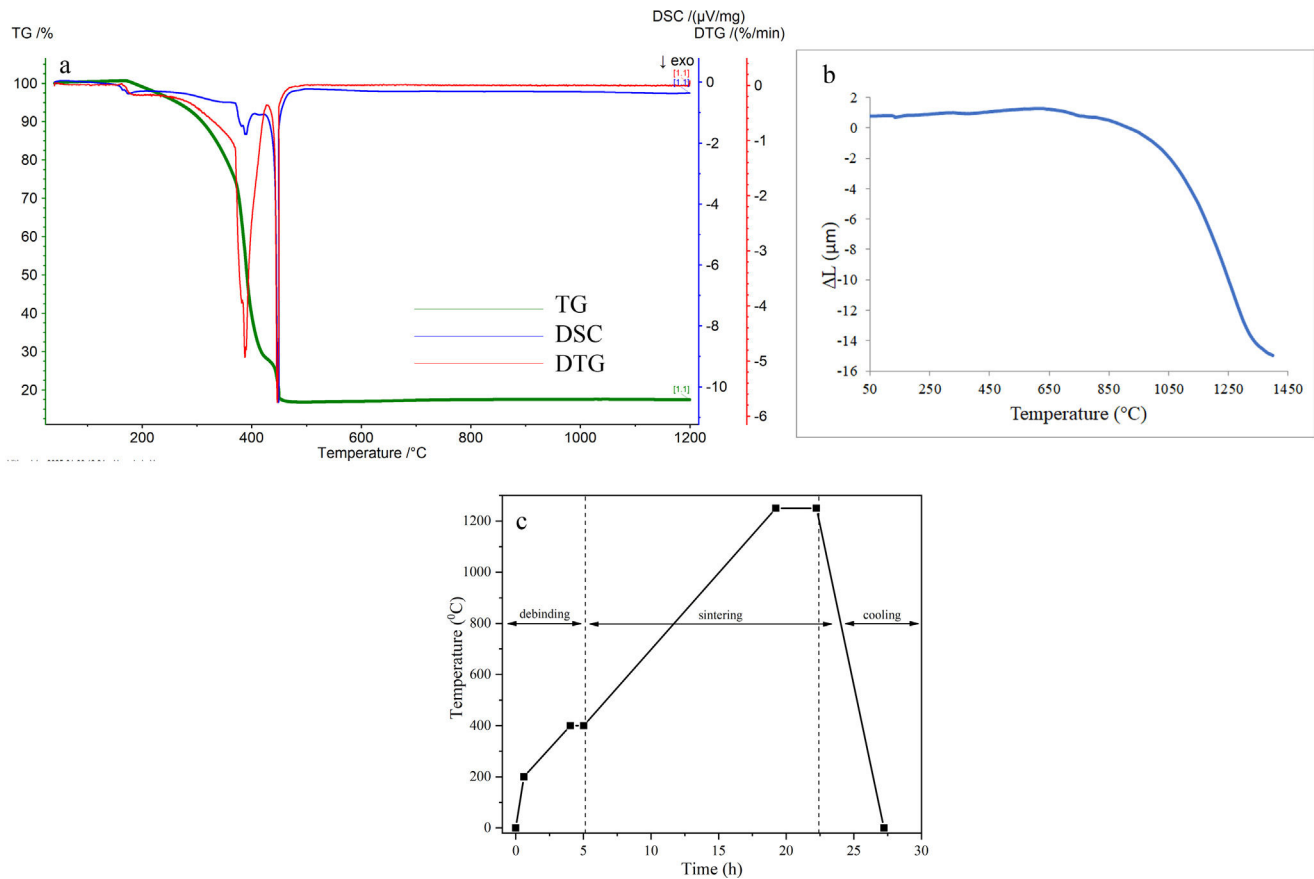 TG /%
DSC /(µV/mg)
DTG /(%/min)
a
↓ exo
[1.1]
[1.1]
100
90
80
70
60
50
40
30
20
0
-2
-4
-6
-8
-10
0
-1
-2
-3
-4
-5
-6
TG
DSC
DTG
[1.1]
200 400 600 800 1000 1200
Temperature /°C
b
2
0
-2
-4
-6
-8
-10
-12
-14
-16
ΔL (µm)
50 250 450 650 850 1050 1250 1450
Temperature (°C)
c
1200
1000
800
600
400
200
0
Temperature (⁰C)
debinding
sintering
cooling
0 5 10 15 20 25 30
Time (h)